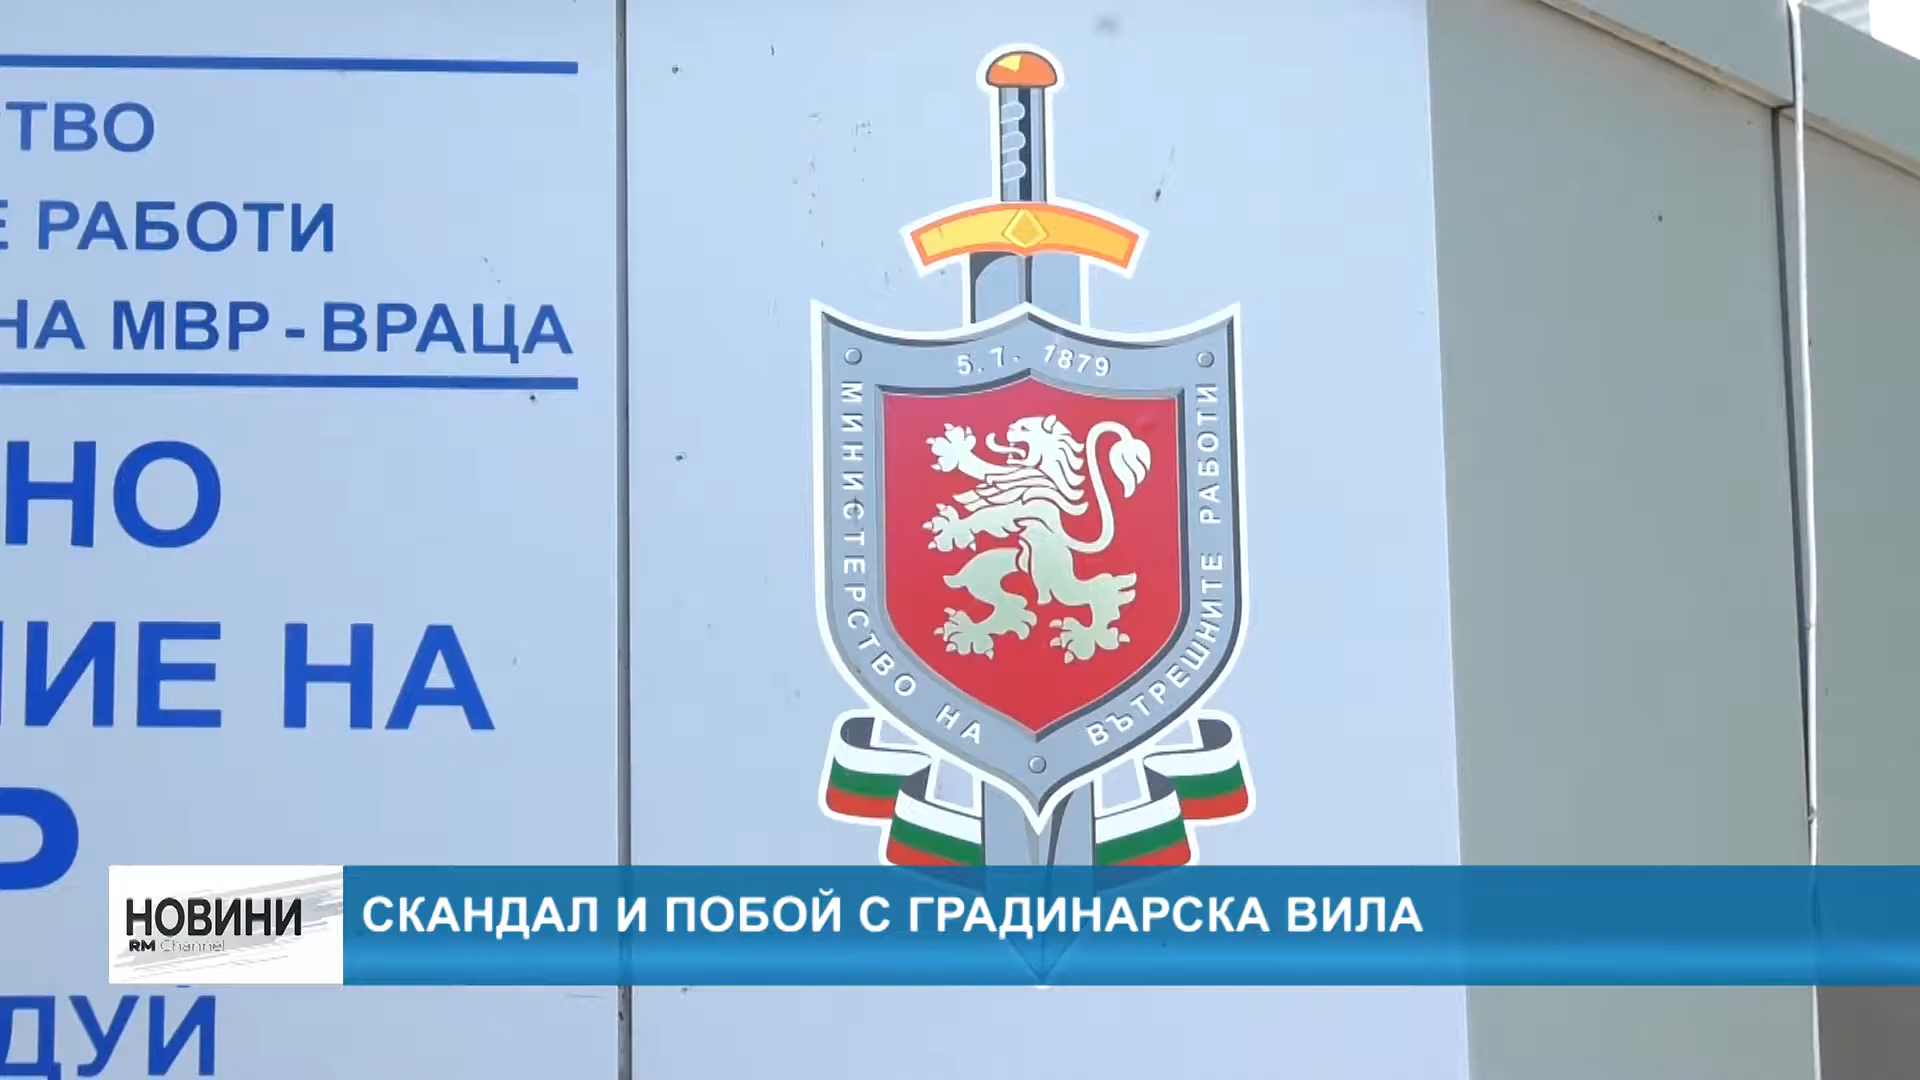 ТВО
Е РАБОТИ
НА МВР - ВРАЦА
НО
ИЕ НА
Р
ДУЙ
5.7. 1879
МИНИСТЕРСТВО НА ВЪТРЕШНИТЕ РАБОТИ
НОВИНИ
RM Channel
СКАНДАЛ И ПОБОЙ С ГРАДИНАРСКА ВИЛА